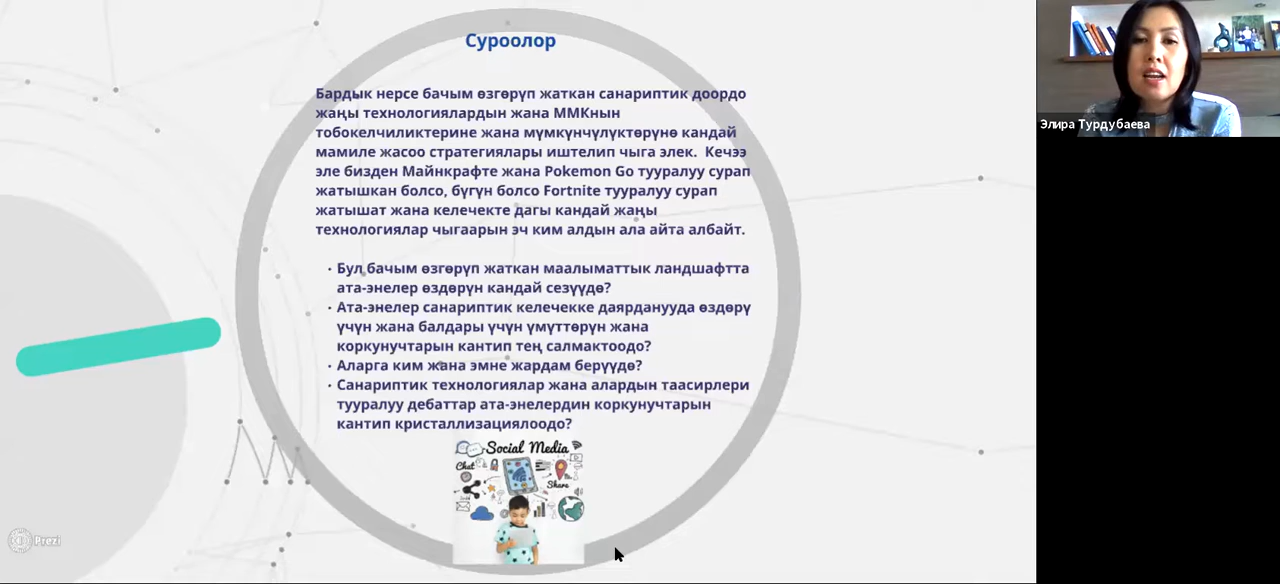 Суроолор
Бардык нерсе бачым өзгөрүп жаткан санариптик доордо
жаңы технологиялардын жана ММКнын
тобокелчиликтерине жана мүмкүнчүлүктөрүнө кандай
мамиле жасоо стратегиялары иштелип чыга элек. Кечээ
эле бизден Майнкрафте жана Pokemon Go тууралуу сурап
жатышкан болсо, бүгүн болсо Fortnite тууралуу сурап
жатышат жана келечекте дагы кандай жаңы
технологиялар чыгаарын эч ким алдын ала айта албайт.
· Бул бачым өзгөрүп жаткан маалыматтык ландшафтта
ата-энелер өздөрүн кандай сезүүдө?
· Ата-энелер санариптик келечекке даярданууда өздөрү
үчүн жана балдары үчүн үмүттөрүн жана
коркунучтарын кантип тең салмактоодо?
· Аларга ким жана эмне жардам берүүдө?
· Санариптик технологиялар жана алардын таасирлери
тууралуу дебаттар ата-энелердин коркунучтарын
кантип кристаллизациялоодо?
Social Media
Chat
Share
Prezi
Элира Турдубаева